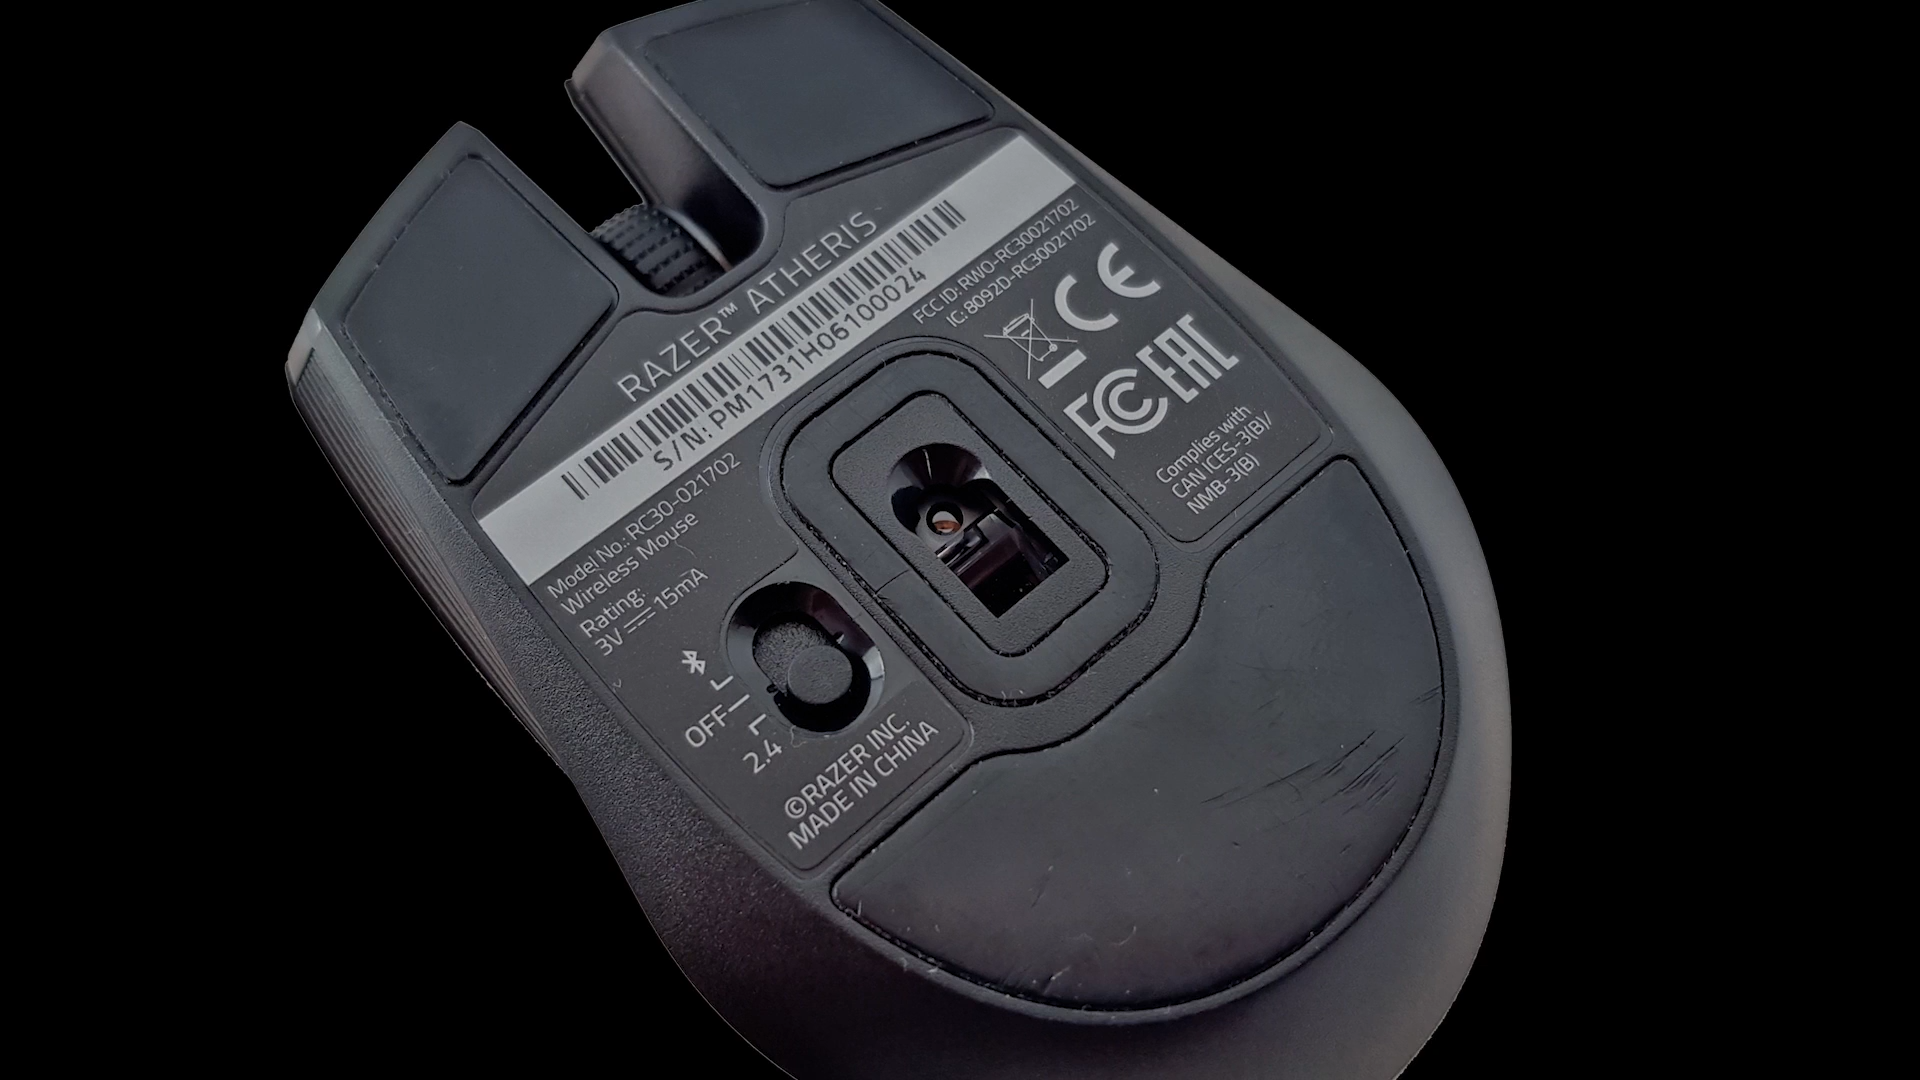 RAZER™ ATHERIS
S/N: PM1731H06100024
Model No.: RC30-021702
Wireless Mouse
Rating:
3V ⎓ 15mA
OFF
2.4
©RAZER INC.
MADE IN CHINA
FCC ID: RWO-RC30021702
IC: 8092D-RC30021702
CE
FC EAC
Complies with
CAN ICES-3(B)/
NMB-3(B)